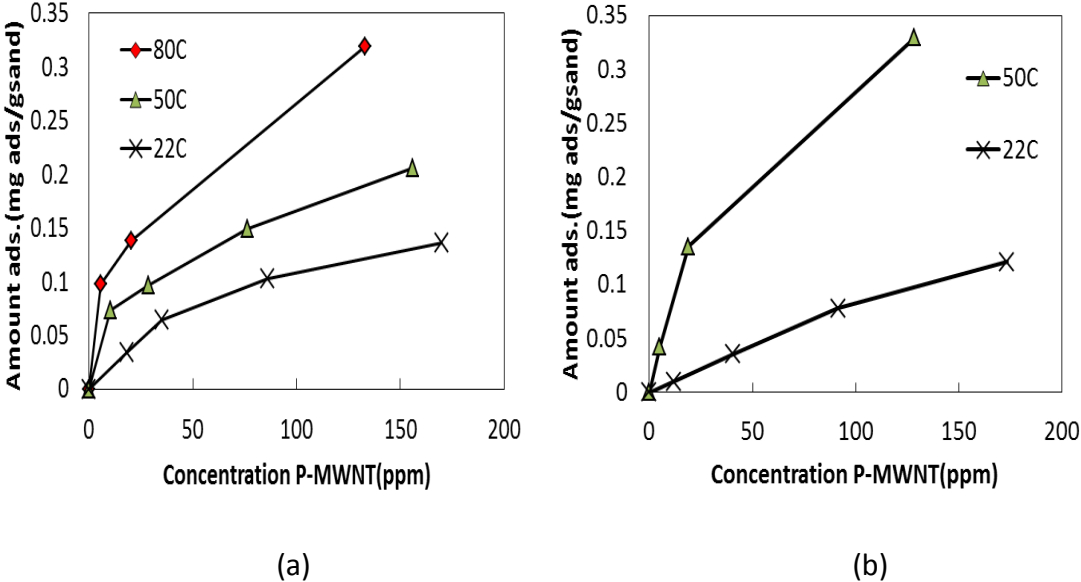 (a)
Amount ads.(mg ads/gsand)
0.35
0.3
0.25
0.2
0.15
0.1
0.05
0
80C
50C
22C
0 50 100 150 200
Concentration P-MWNT(ppm)
(b)
Amount ads.(mg ads/gsand)
0.35
0.3
0.25
0.2
0.15
0.1
0.05
0
50C
22C
0 50 100 150 200
Concentration P-MWNT(ppm)